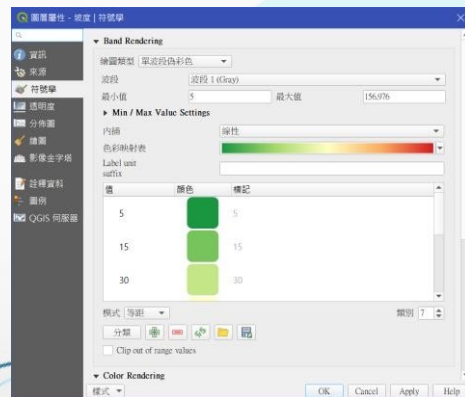 圖層屬性 - 坡度 | 符號學
資訊
來源
符號學
透明度
分佈圖
繪圖
影像金字塔
詮釋資料
圖例
QGIS 伺服器
▼ Band Rendering
繪圖類型 單波段偽彩色
波段 波段 1 (Gray)
最小值 5 最大值 156.976
▶ Min / Max Value Settings
內插 線性
色彩映射表
Label unit
suffix
值 顏色 標記
5 5
15 15
30 30
模式 等距 類別 7
分類
Clip out of range values
▼ Color Rendering
樣式 OK Cancel Apply Help